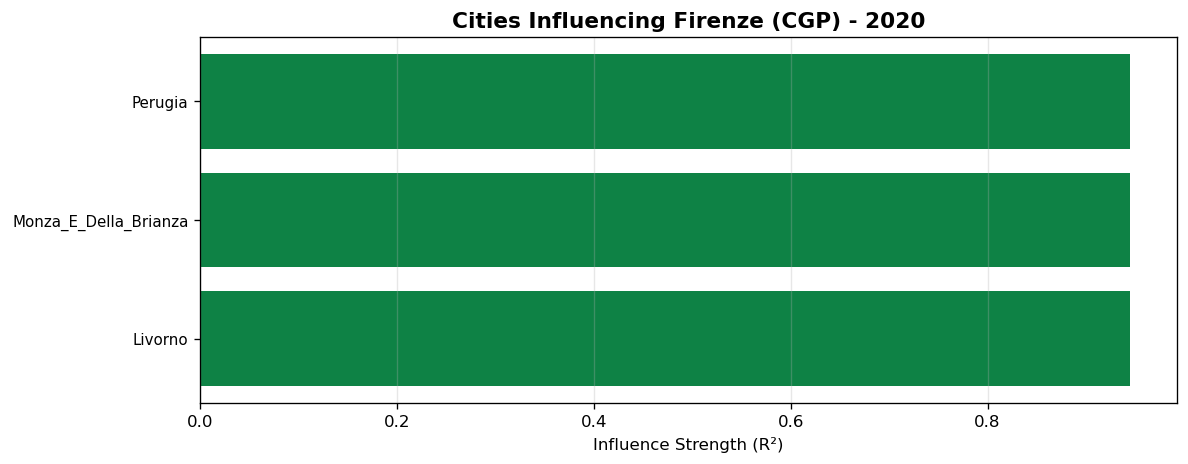 Cities Influencing Firenze (CGP) - 2020
Perugia
Monza_E_Della_Brianza
Livorno
0.0 0.2 0.4 0.6 0.8
Influence Strength (R²)